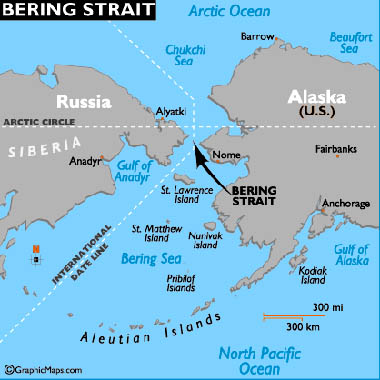 BERING STRAIT
Arctic Ocean
Barrow
Beaufort
Sea
Chukchi
Sea
Russia
Alyatki
Alaska
(U.S.)
ARCTIC CIRCLE
SIBERIA
Nome
Fairbanks
Anadyr
Gulf of
Anadyr
St. Lawrence
Island
BERING
STRAIT
Anchorage
St. Matthew
Island
Nunivak
Island
INTERNATIONAL
DATE LINE
N
Bering Sea
Gulf of
Alaska
Pribilof
Islands
Kodiak
Island
300 mi
300 km
Aleutian Islands
North Pacific
Ocean
©GraphicMaps.com